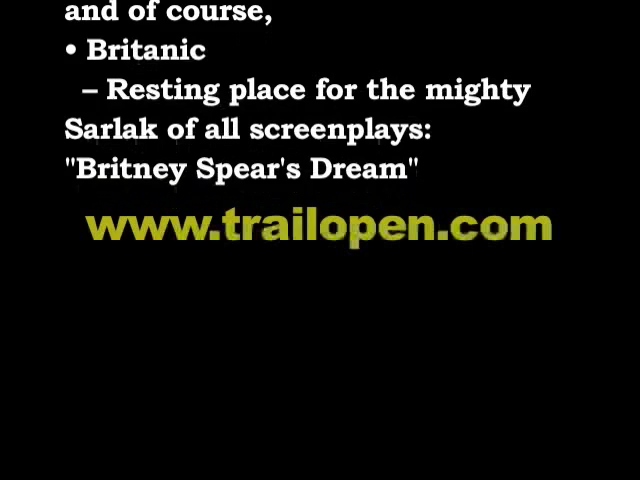 and of course,
• Britanic
– Resting place for the mighty
Sarlak of all screenplays:
"Britney Spear's Dream"
www.trailopen.com